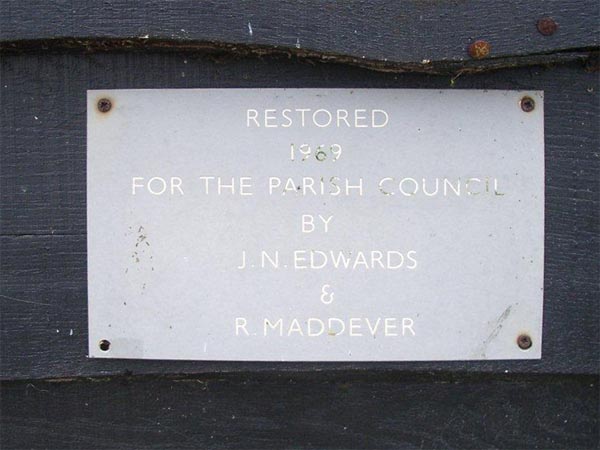 RESTORED
1969
FOR THE PARISH COUNCIL
BY
J.N.EDWARDS
&
R.MADDEVER